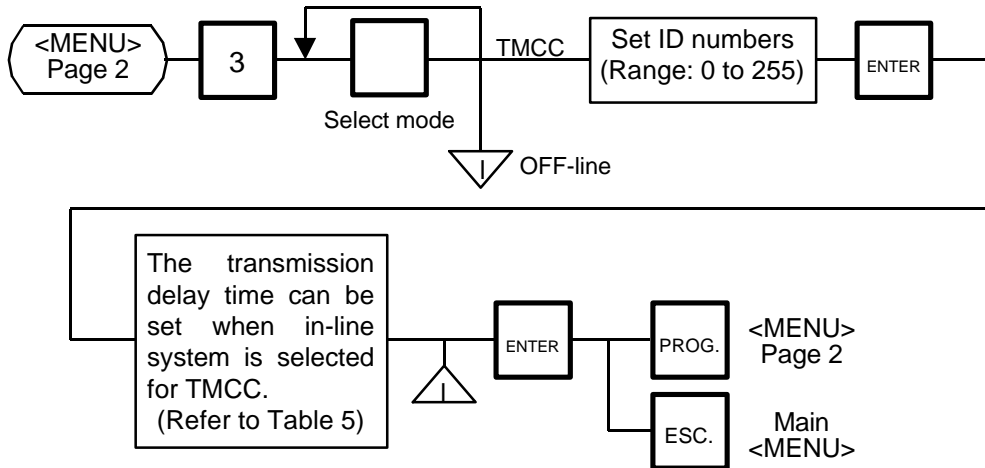 <MENU>
Page 2
3
Select mode
TMCC
Set ID numbers
(Range: 0 to 255)
ENTER
I
OFF-line
The transmission
delay time can be
set when in-line
system is selected
for TMCC.
(Refer to Table 5)
I
ENTER
PROG.
<MENU>
Page 2
ESC.
Main
<MENU>